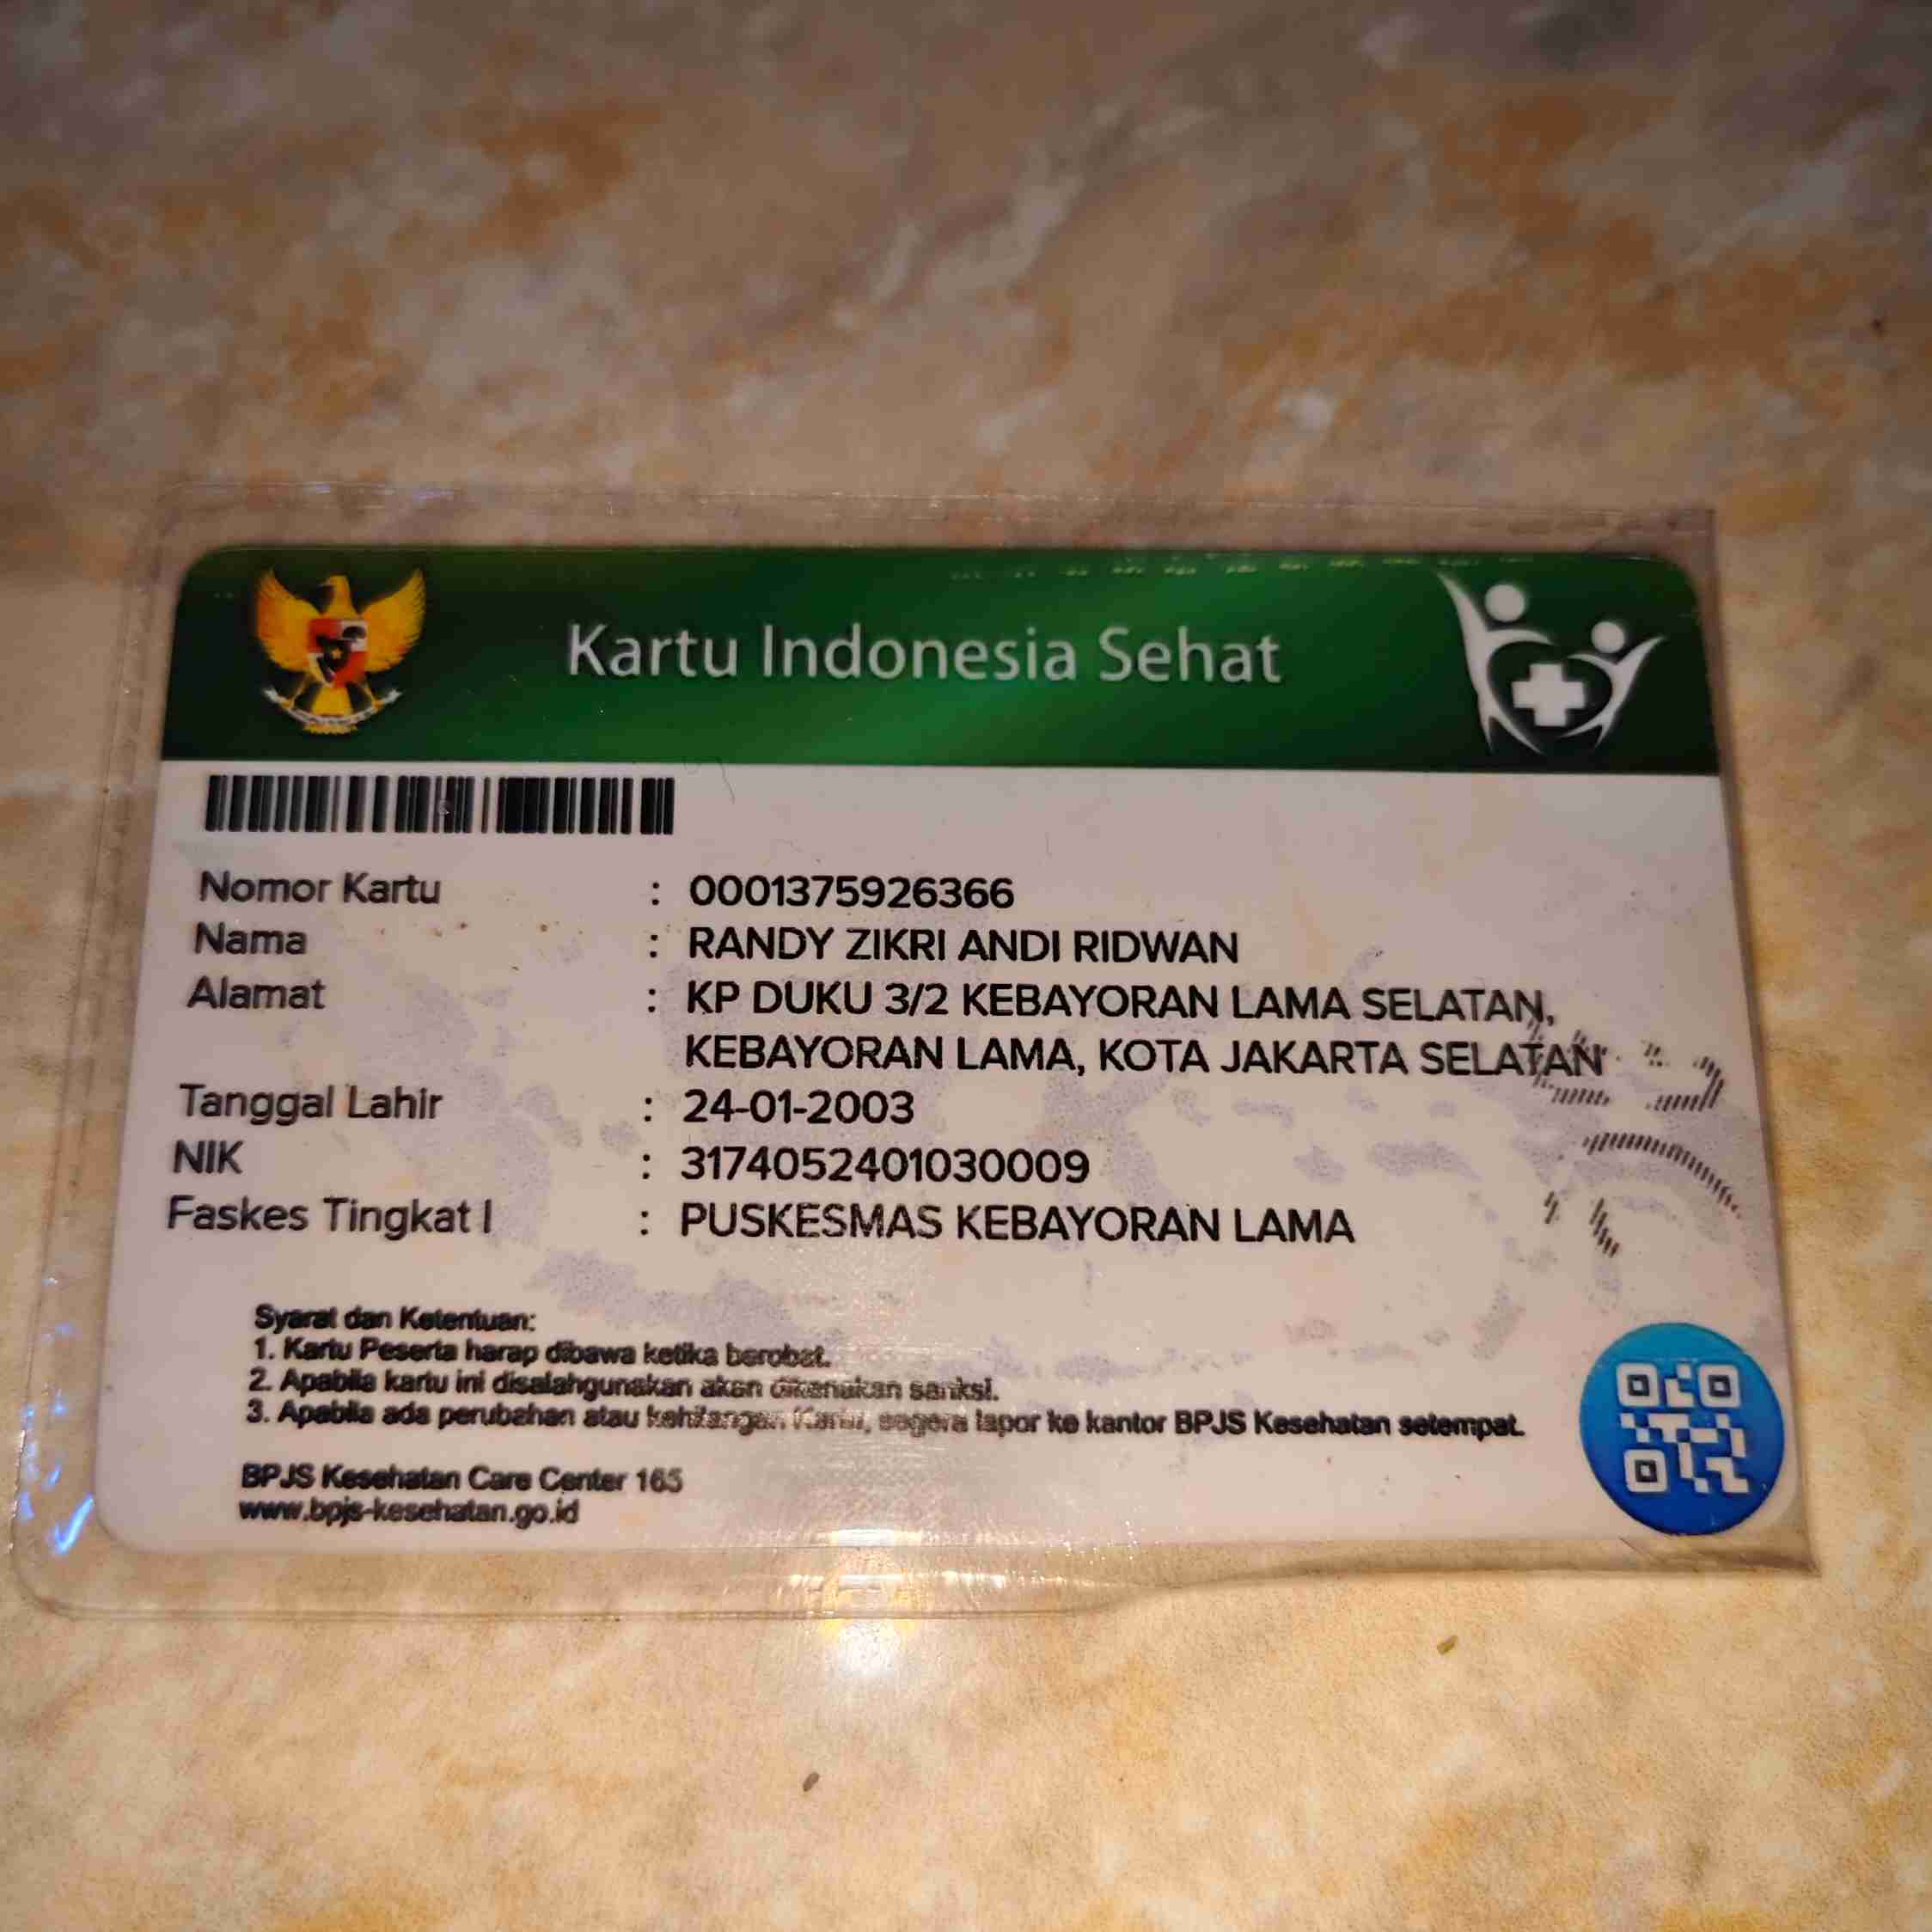 Kartu Indonesia Sehat
Nomor Kartu : 0001375926366
Nama : RANDY ZIKRI ANDI RIDWAN
Alamat : KP DUKU 3/2 KEBAYORAN LAMA SELATAN,
KEBAYORAN LAMA, KOTA JAKARTA SELATAN
Tanggal Lahir : 24-01-2003
NIK : 3174052401030009
Faskes Tingkat I : PUSKESMAS KEBAYORAN LAMA
Syarat dan Ketentuan:
1. Kartu Peserta harap dibawa ketika berobat.
2. Apabila kartu ini disalahgunakan akan dikenakan sanksi.
3. Apabila ada perubahan atau kehilangan Kartu, segera lapor ke kantor BPJS Kesehatan setempat.
BPJS Kesehatan Care Center 165
www.bpjs-kesehatan.go.id